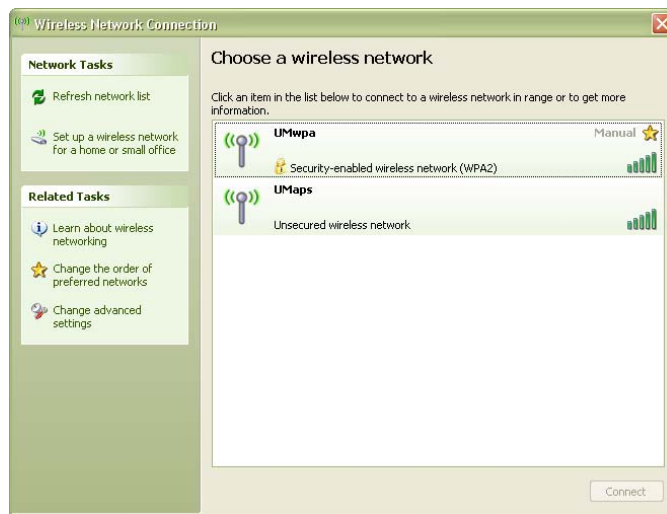 Wireless Network Connection
Network Tasks
Refresh network list
Set up a wireless network
for a home or small office
Related Tasks
Learn about wireless
networking
Change the order of
preferred networks
Change advanced
settings
Choose a wireless network
Click an item in the list below to connect to a wireless network in range or to get more
information.
UMwpa
Manual
Security-enabled wireless network (WPA2)
UMaps
Unsecured wireless network
Connect